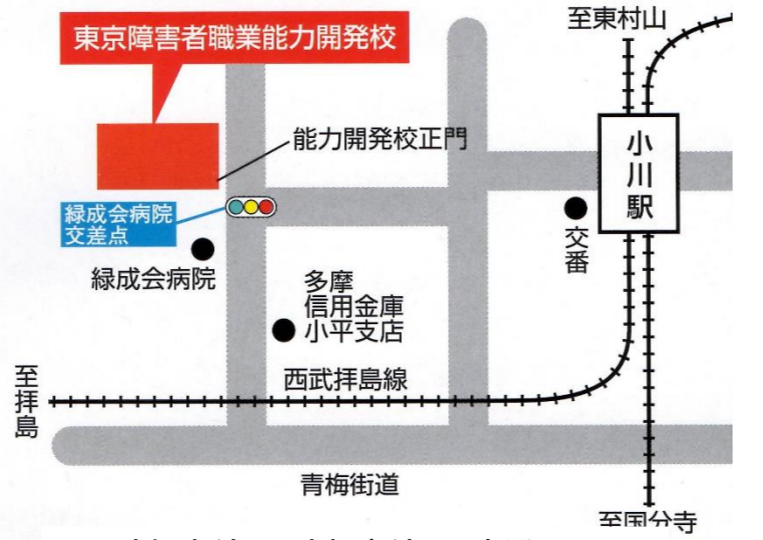 至東村山
東京障害者職業能力開発校
能力開発校正門
小川駅
緑成会病院
交差点
交番
緑成会病院
多摩
信用金庫
小平支店
西武拝島線
至拝島
青梅街道
至国分寺